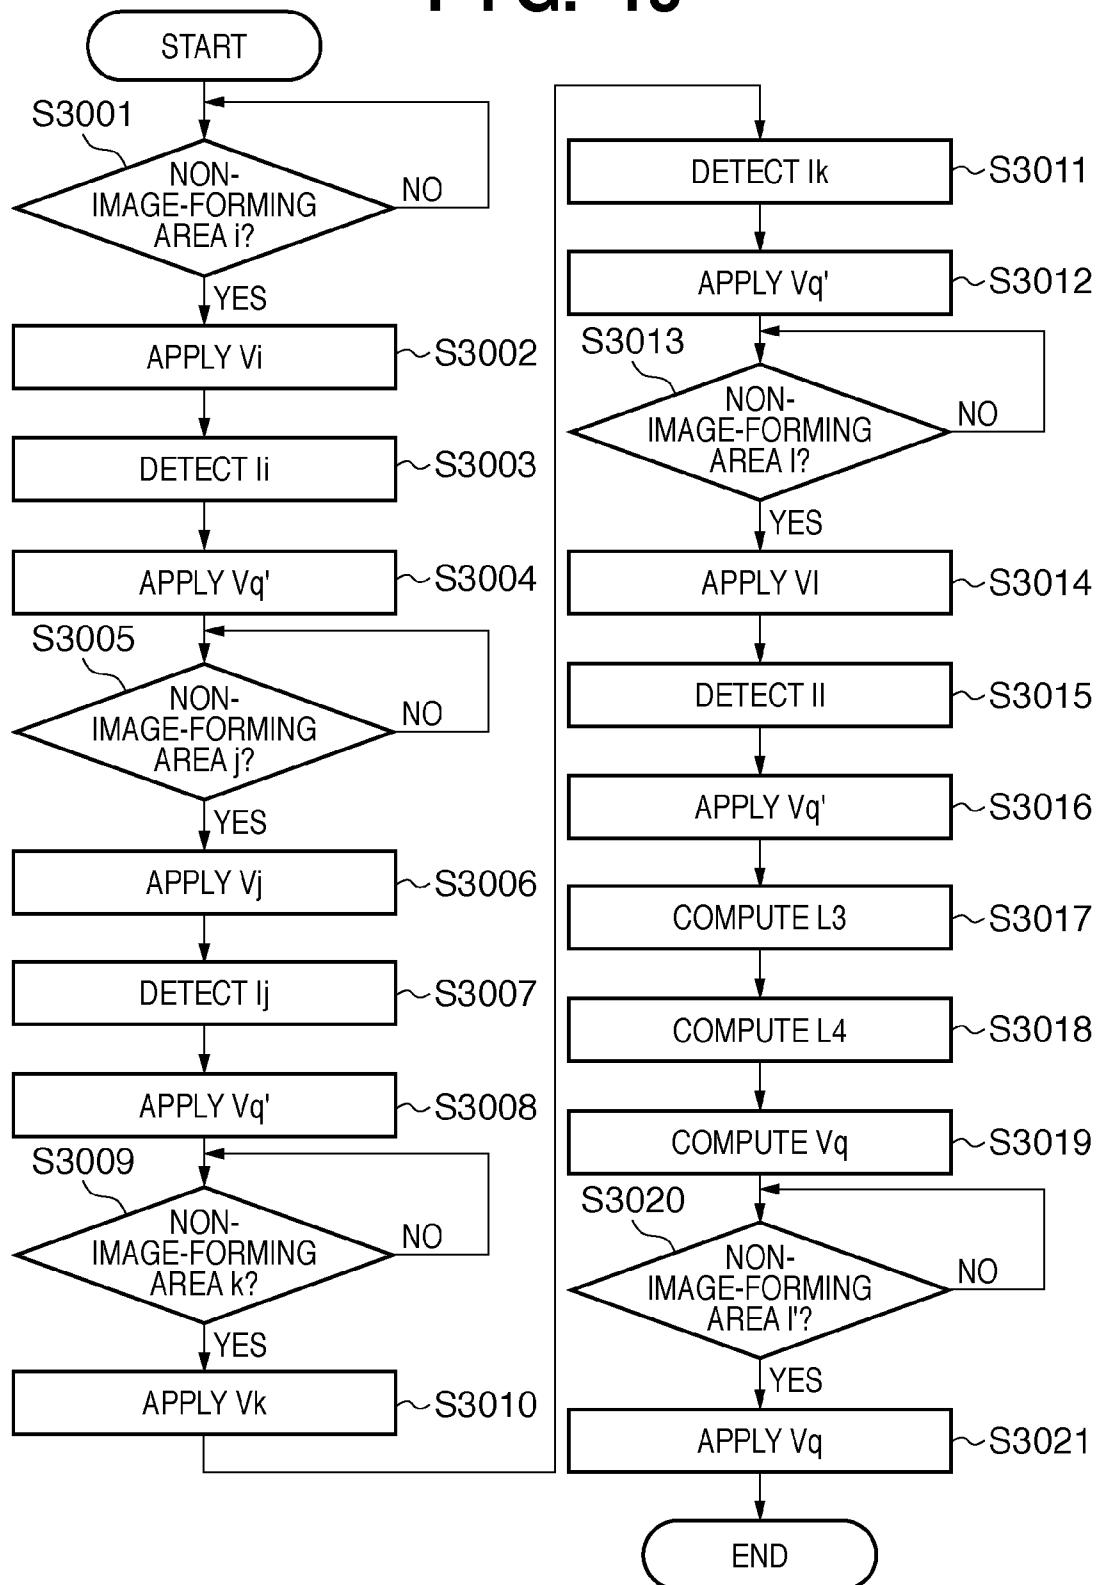 FIG.
START
S3001
NON-
IMAGE-FORMING
AREA i?
NO
YES
APPLY Vi
S3002
DETECT Ii
S3003
APPLY Vq'
S3004
S3005
NON-
IMAGE-FORMING
AREA j?
NO
YES
APPLY Vj
S3006
DETECT Ij
S3007
APPLY Vq'
S3008
S3009
NON-
IMAGE-FORMING
AREA k?
NO
YES
APPLY Vk
S3010
DETECT Ik
S3011
APPLY Vq'
S3012
S3013
NON-
IMAGE-FORMING
AREA l?
NO
YES
APPLY Vl
S3014
DETECT Il
S3015
APPLY Vq'
S3016
COMPUTE L3
S3017
COMPUTE L4
S3018
COMPUTE Vq
S3019
S3020
NON-
IMAGE-FORMING
AREA l'?
NO
YES
APPLY Vq
S3021
END